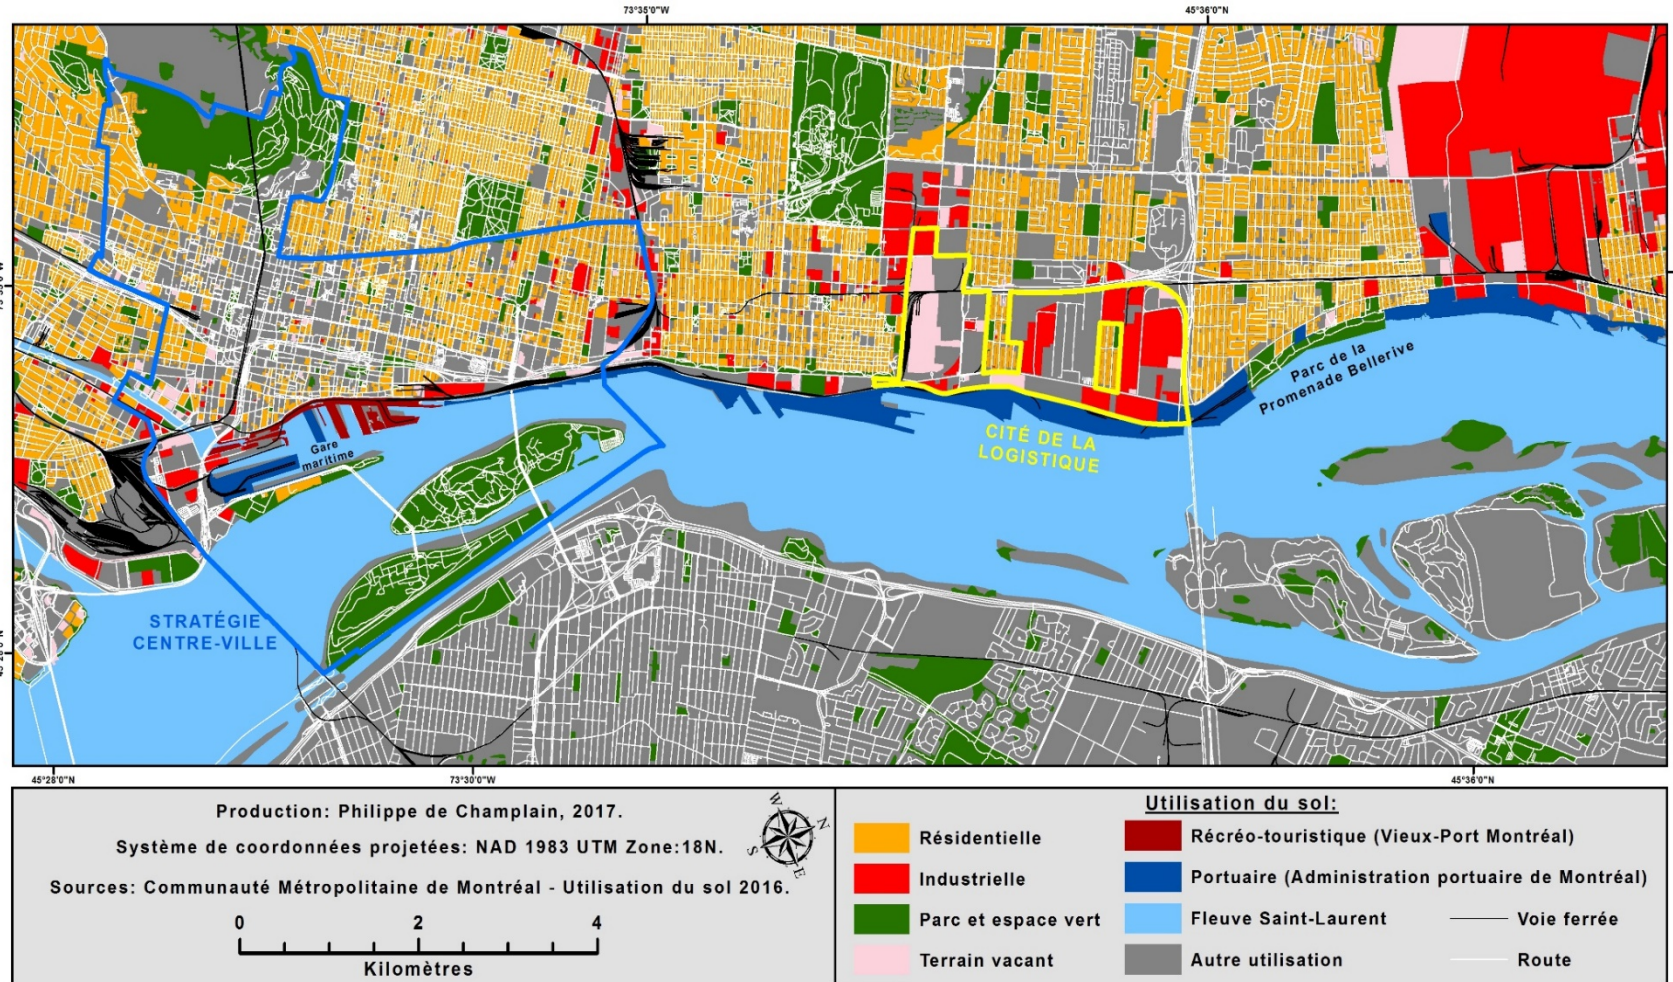 73°35'0"W
45°36'0"N
Gare
maritime
CITÉ DE LA
LOGISTIQUE
Parc de la
Promenade Bellerive
STRATÉGIE
CENTRE-VILLE
45°28'0"N
73°30'0"W
45°36'0"N
Production: Philippe de Champlain, 2017.
Système de coordonnées projetées: NAD 1983 UTM Zone:18N.
Sources: Communauté Métropolitaine de Montréal - Utilisation du sol 2016.
W
N
S
E
0 2 4
Kilomètres
Utilisation du sol:
Résidentielle
Industrielle
Parc et espace vert
Terrain vacant
Récréo-touristique (Vieux-Port Montréal)
Portuaire (Administration portuaire de Montréal)
Fleuve Saint-Laurent
Autre utilisation
Voie ferrée
Route